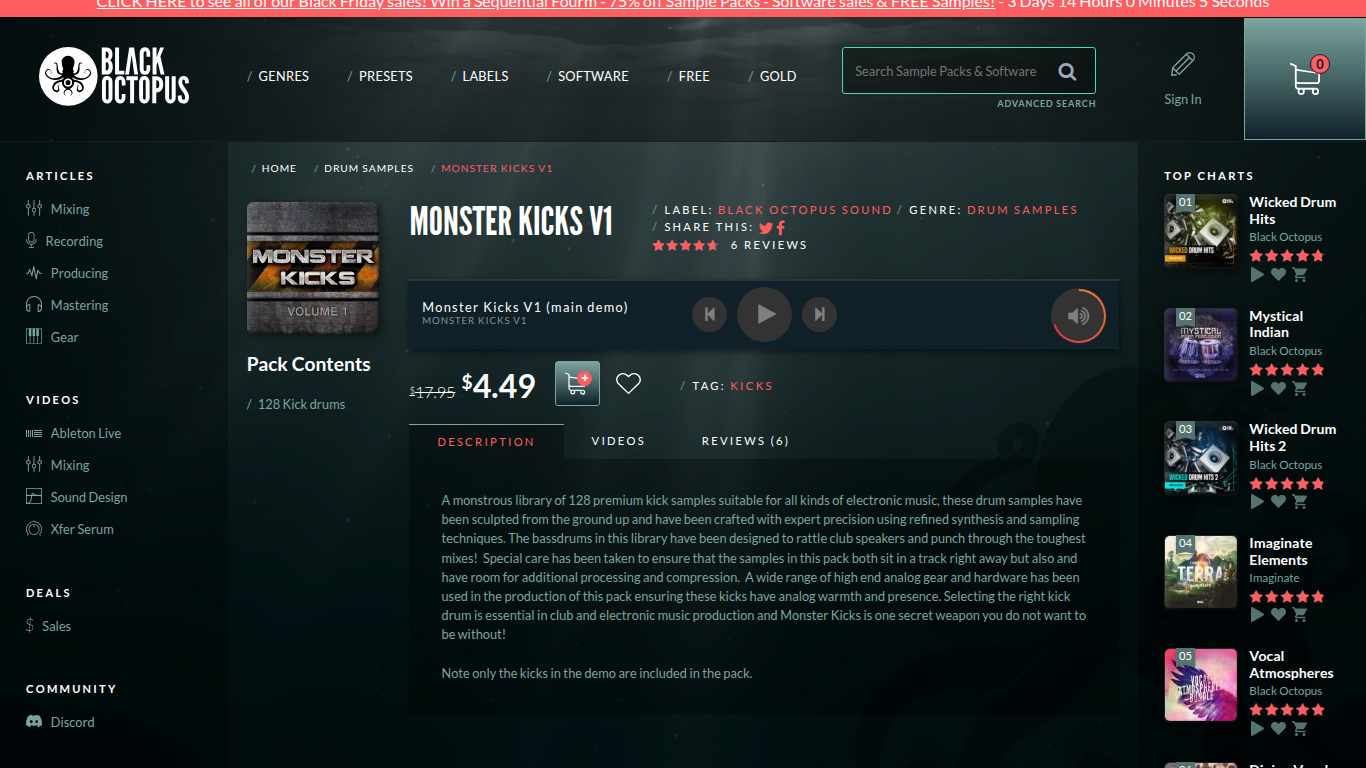 CLICK HERE to see all of our Black Friday sales! Win a Sequential Fourm - 75% off Sample Packs - Software sales & FREE Samples! - 3 Days 14 Hours 0 Minutes 5 Seconds
BLACK
OCTOPUS
/ GENRES
/ PRESETS
/ LABELS
/ SOFTWARE
/ FREE
/ GOLD
Search Sample Packs & Software
ADVANCED SEARCH
Sign In
0
ARTICLES
Mixing
Recording
Producing
Mastering
Gear
VIDEOS
Ableton Live
Mixing
Sound Design
Xfer Serum
DEALS
$ Sales
COMMUNITY
Discord
/ HOME / DRUM SAMPLES / MONSTER KICKS V1
MONSTER
KICKS
VOLUME 1
Pack Contents
/ 128 Kick drums
MONSTER KICKS V1
/ LABEL: BLACK OCTOPUS SOUND / GENRE: DRUM SAMPLES
/ SHARE THIS:
6 REVIEWS
Monster Kicks V1 (main demo)
MONSTER KICKS V1
$17.95 $4.49
/ TAG: KICKS
DESCRIPTION
VIDEOS
REVIEWS (6)
A monstrous library of 128 premium kick samples suitable for all kinds of electronic music, these drum samples have
been sculpted from the ground up and have been crafted with expert precision using refined synthesis and sampling
techniques. The bassdrums in this library have been designed to rattle club speakers and punch through the toughest
mixes!  Special care has been taken to ensure that the samples in this pack both sit in a track right away but also and
have room for additional processing and compression.  A wide range of high end analog gear and hardware has been
used in the production of this pack ensuring these kicks have analog warmth and presence. Selecting the right kick
drum is essential in club and electronic music production and Monster Kicks is one secret weapon you do not want to
be without!
Note only the kicks in the demo are included in the pack.
TOP CHARTS
01
WICKED DRUM HITS
Wicked Drum
Hits
Black Octopus
02
MYSTICAL
Mystical
Indian
Black Octopus
03
WICKED DRUM HITS 2
Wicked Drum
Hits 2
Black Octopus
04
TERRA
Imaginate
Elements
Imaginate
05
VOCAL
ATMOSPHERES
BUNDLE
Vocal
Atmospheres
Black Octopus